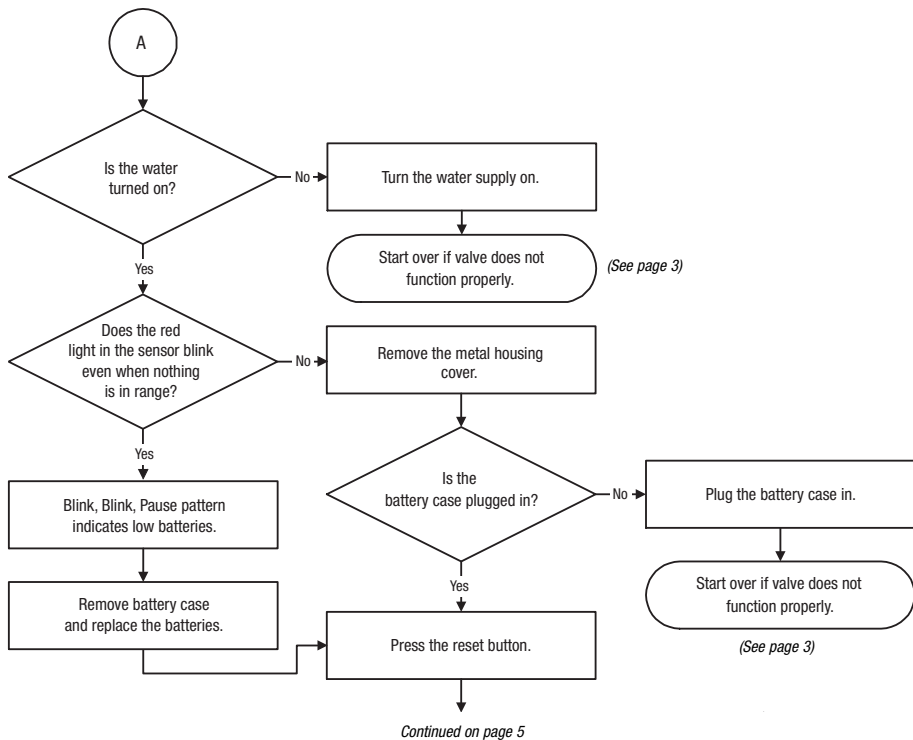 A
Is the water
turned on?
No
Turn the water supply on.
Start over if valve does not
function properly.
(See page 3)
Yes
Does the red
light in the sensor blink
even when nothing
is in range?
No
Remove the metal housing
cover.
Yes
Is the
battery case plugged in?
No
Plug the battery case in.
Start over if valve does not
function properly.
(See page 3)
Blink, Blink, Pause pattern
indicates low batteries.
Remove battery case
and replace the batteries.
Yes
Press the reset button.
Continued on page 5